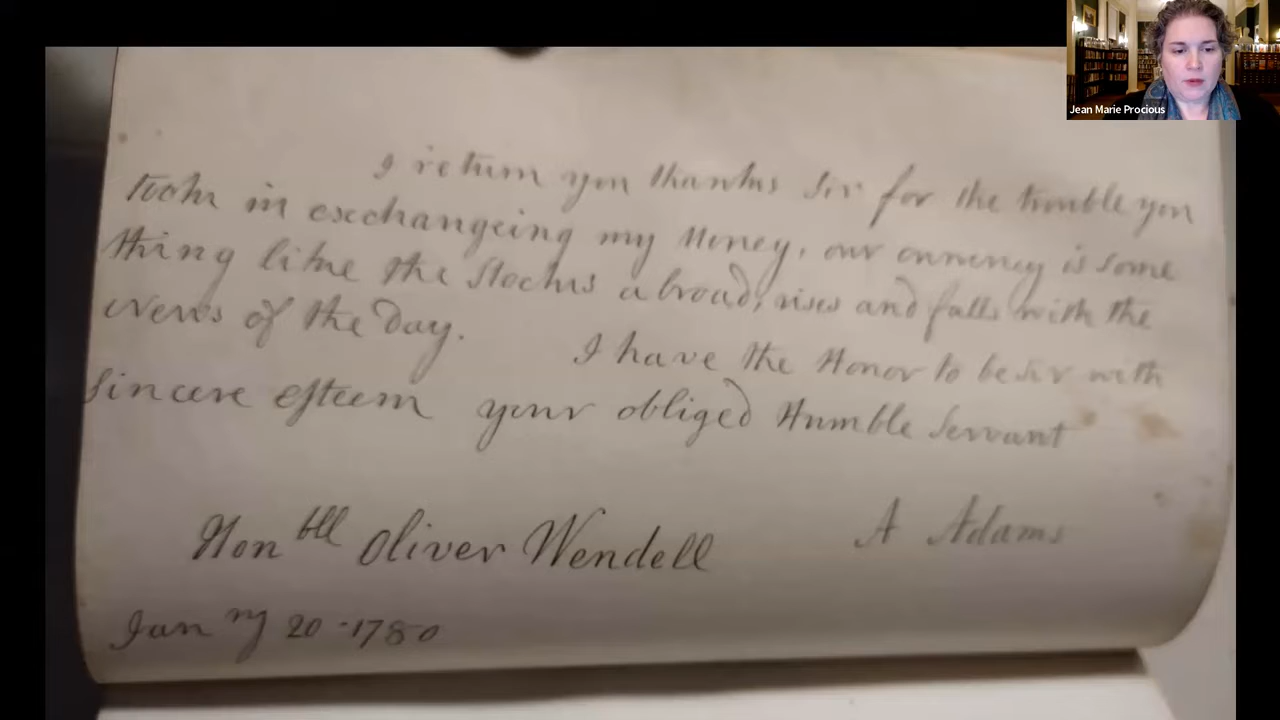 Jean Marie Procious
I return you thanks Sir for the trouble you
took in exchangeing my Money, our currency is some
thing like the Stocks abroad, rises and falls with the
news of the Day.
I have the Honor to be Sir with
Sincere esteem your obliged Humble Servant
A Adams
Honbll Oliver Wendell
Janry 20 - 1780